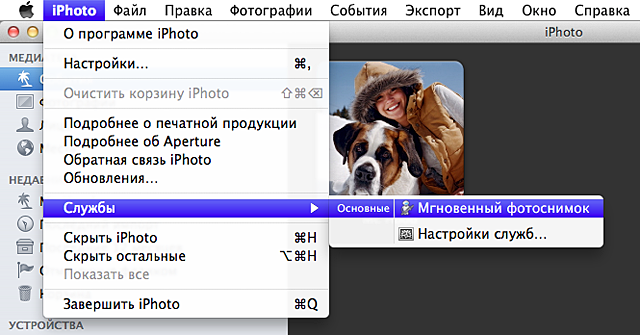 iPhoto Файл Правка Фотографии События Экспорт Вид Окно Справка
iPhoto
О программе iPhoto
МЕДИА
Настройки... ⌘,
Очистить корзину iPhoto ⇧⌘⌫
Подробнее о печатной продукции
Подробнее об Aperture
Обратная связь iPhoto
Обновления...
НЕДАВ
Службы ▶ Основные Мгновенный фотоснимок
Настройки служб...
Скрыть iPhoto ⌘H
Скрыть остальные ⌥⌘H
Показать все
Завершить iPhoto ⌘Q
УСТРОЙСТВА